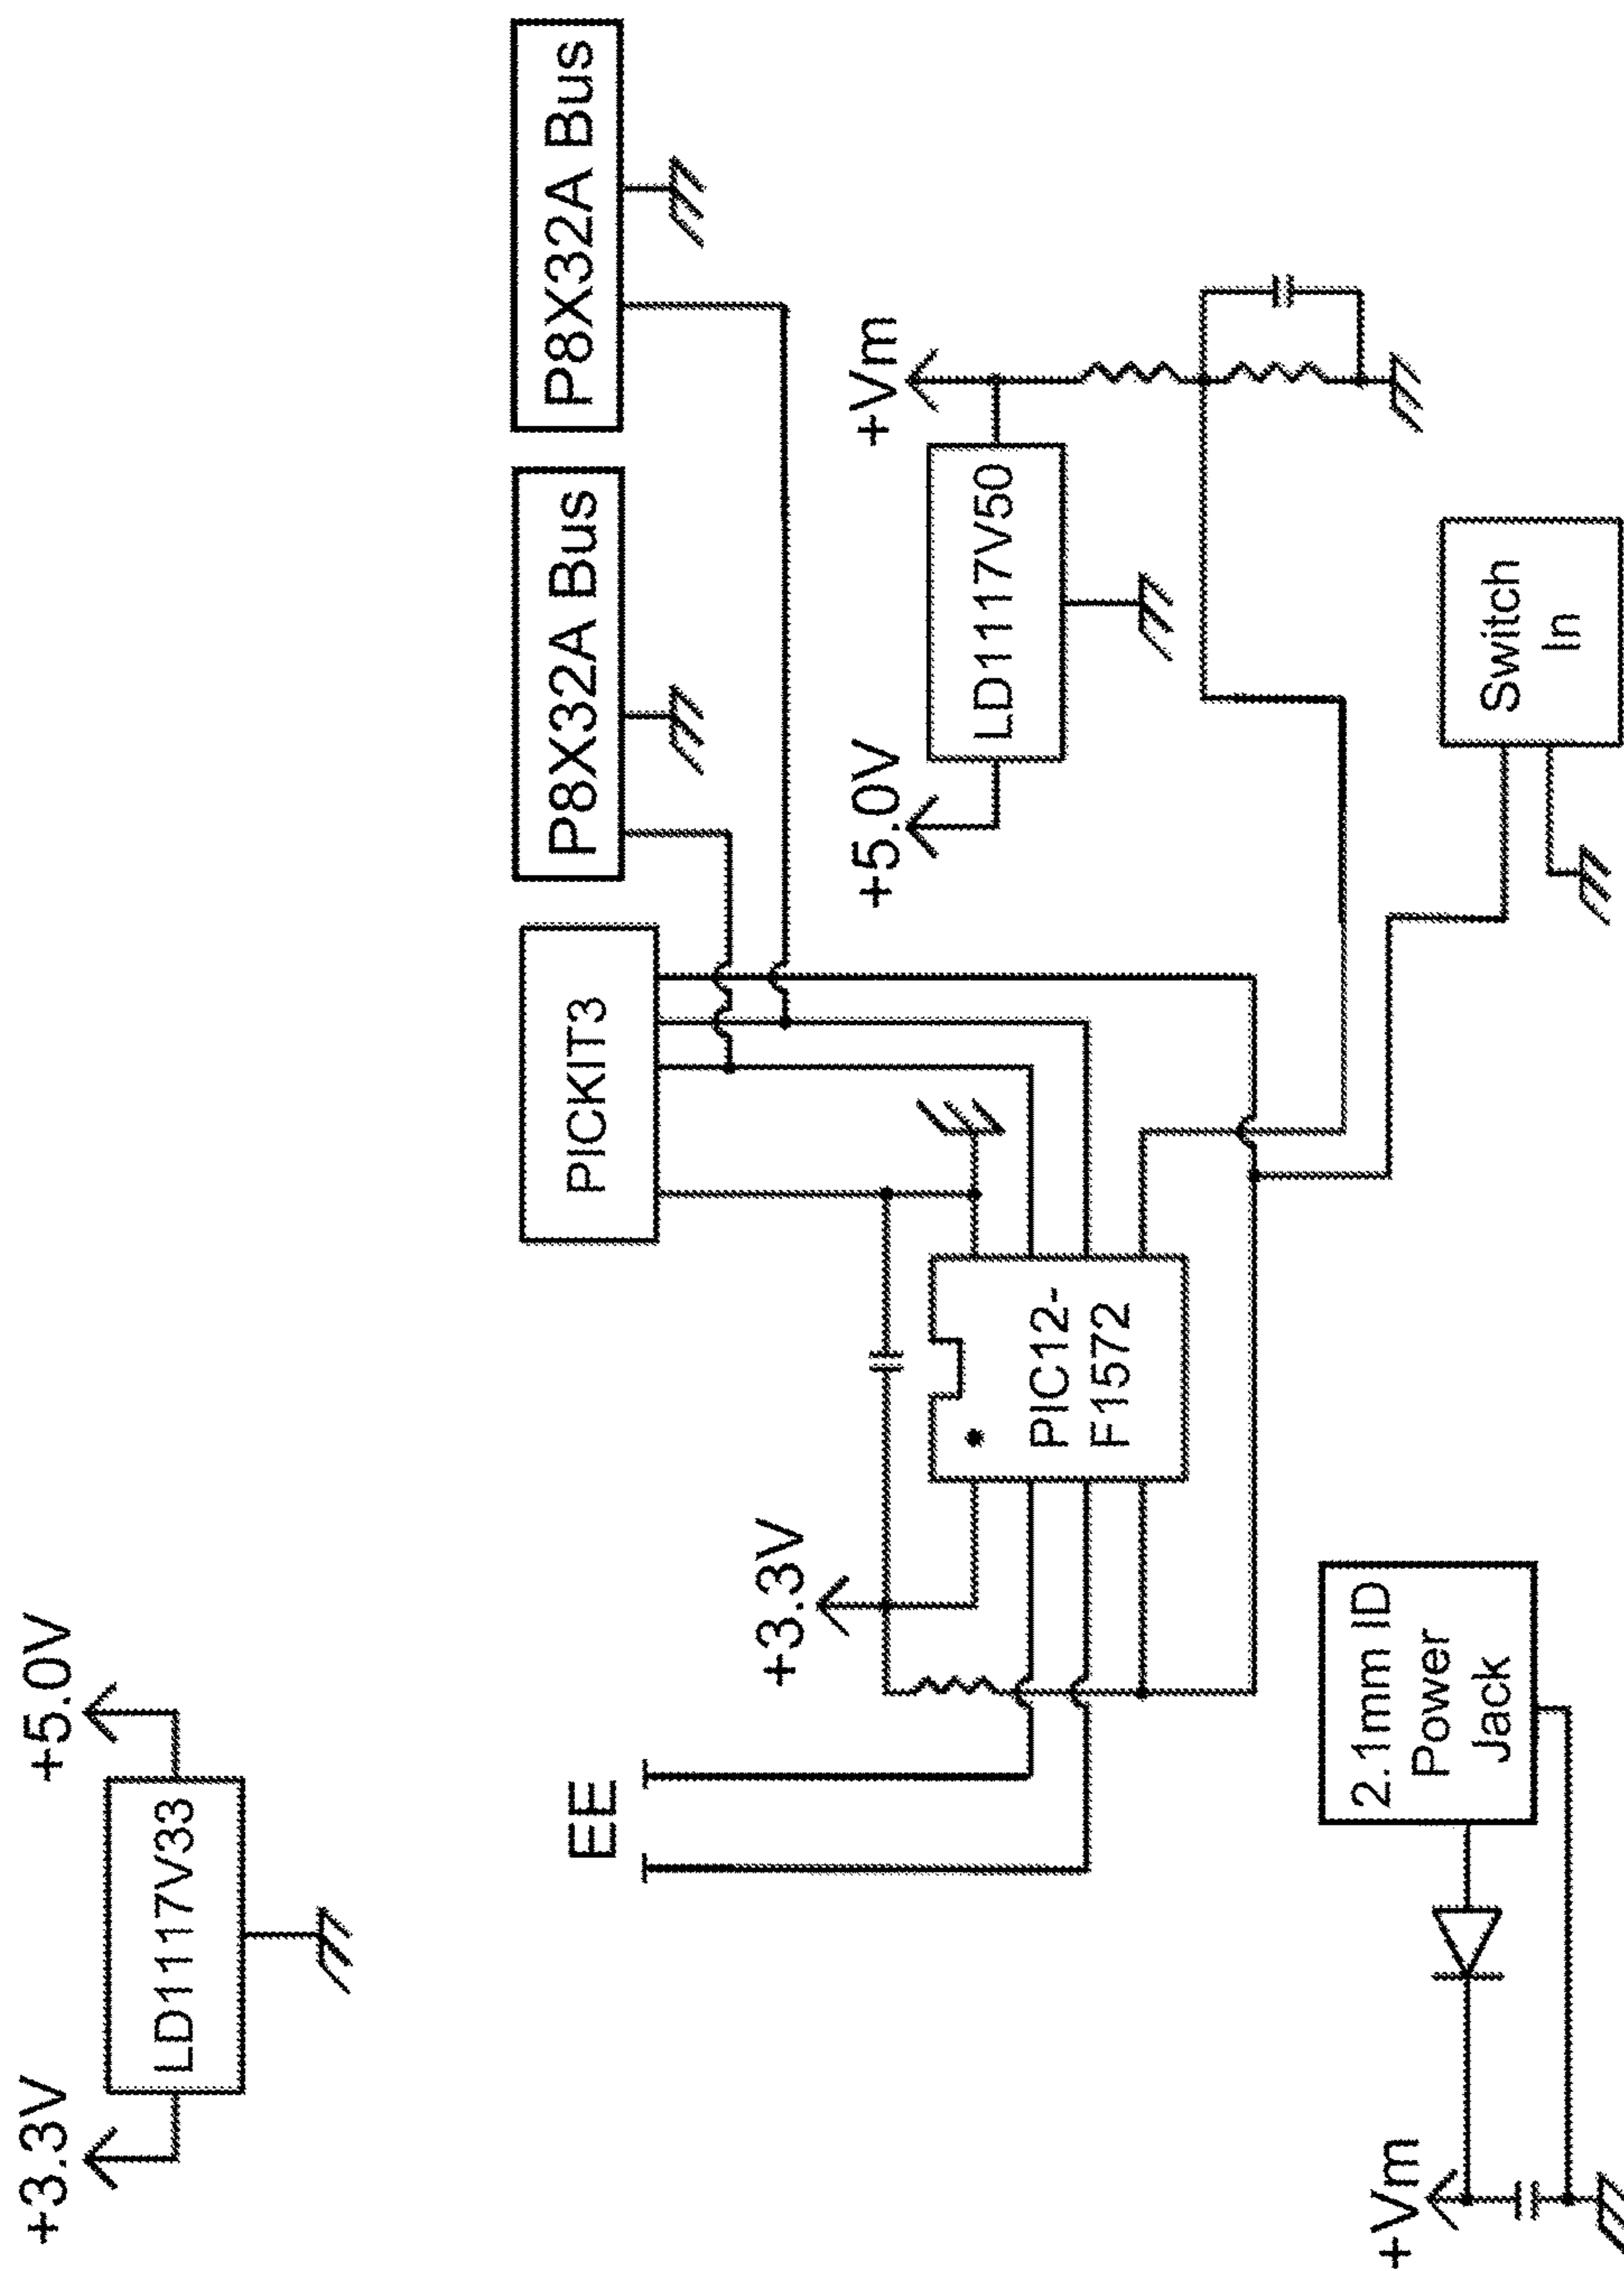 +3.3V
LD1117V33
+5.0V
EE
PICKIT3
P8X32A Bus
P8X32A Bus
+3.3V
PIC12-
F1572
+5.0V
LD1117V50
+Vm
+Vm
2.1mm ID
Power
Jack
Switch
In